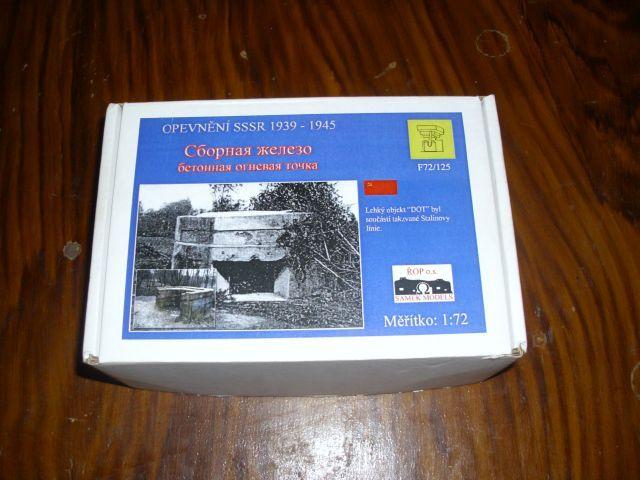 OPEVNĚNÍ SSSR 1939 - 1945
Сборная железо
бетонная огневая точка
F72/125
Lehký objekt "DOT" byl
součástí takzvané Stalinovy
linie.
ŘOP o.s.
SAMEK MODELS
Měřítko: 1:72